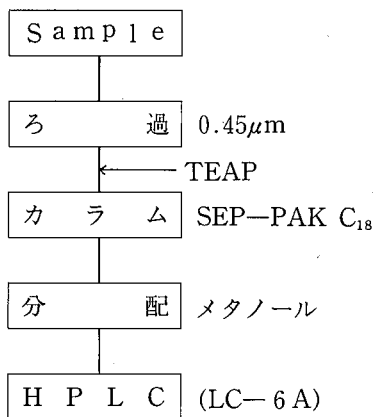 Sample
ろ過 0.45μm
TEAP
カラム SEP—PAK C₁₈
分配 メタノール
HPLC (LC—6A)